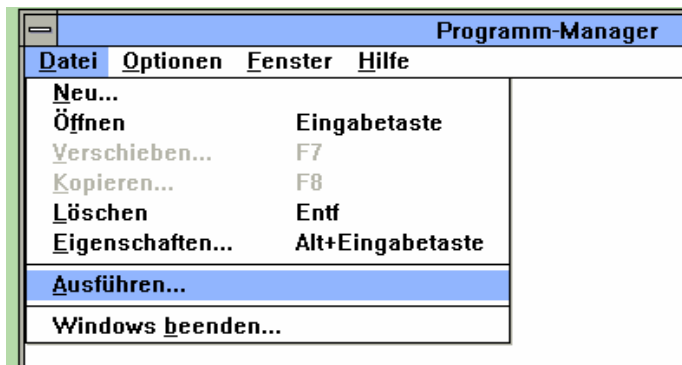 Programm-Manager
Datei Optionen Fenster Hilfe
Neu...
Öffnen Eingabetaste
Verschieben... F7
Kopieren... F8
Löschen Entf
Eigenschaften... Alt+Eingabetaste
Ausführen...
Windows beenden...